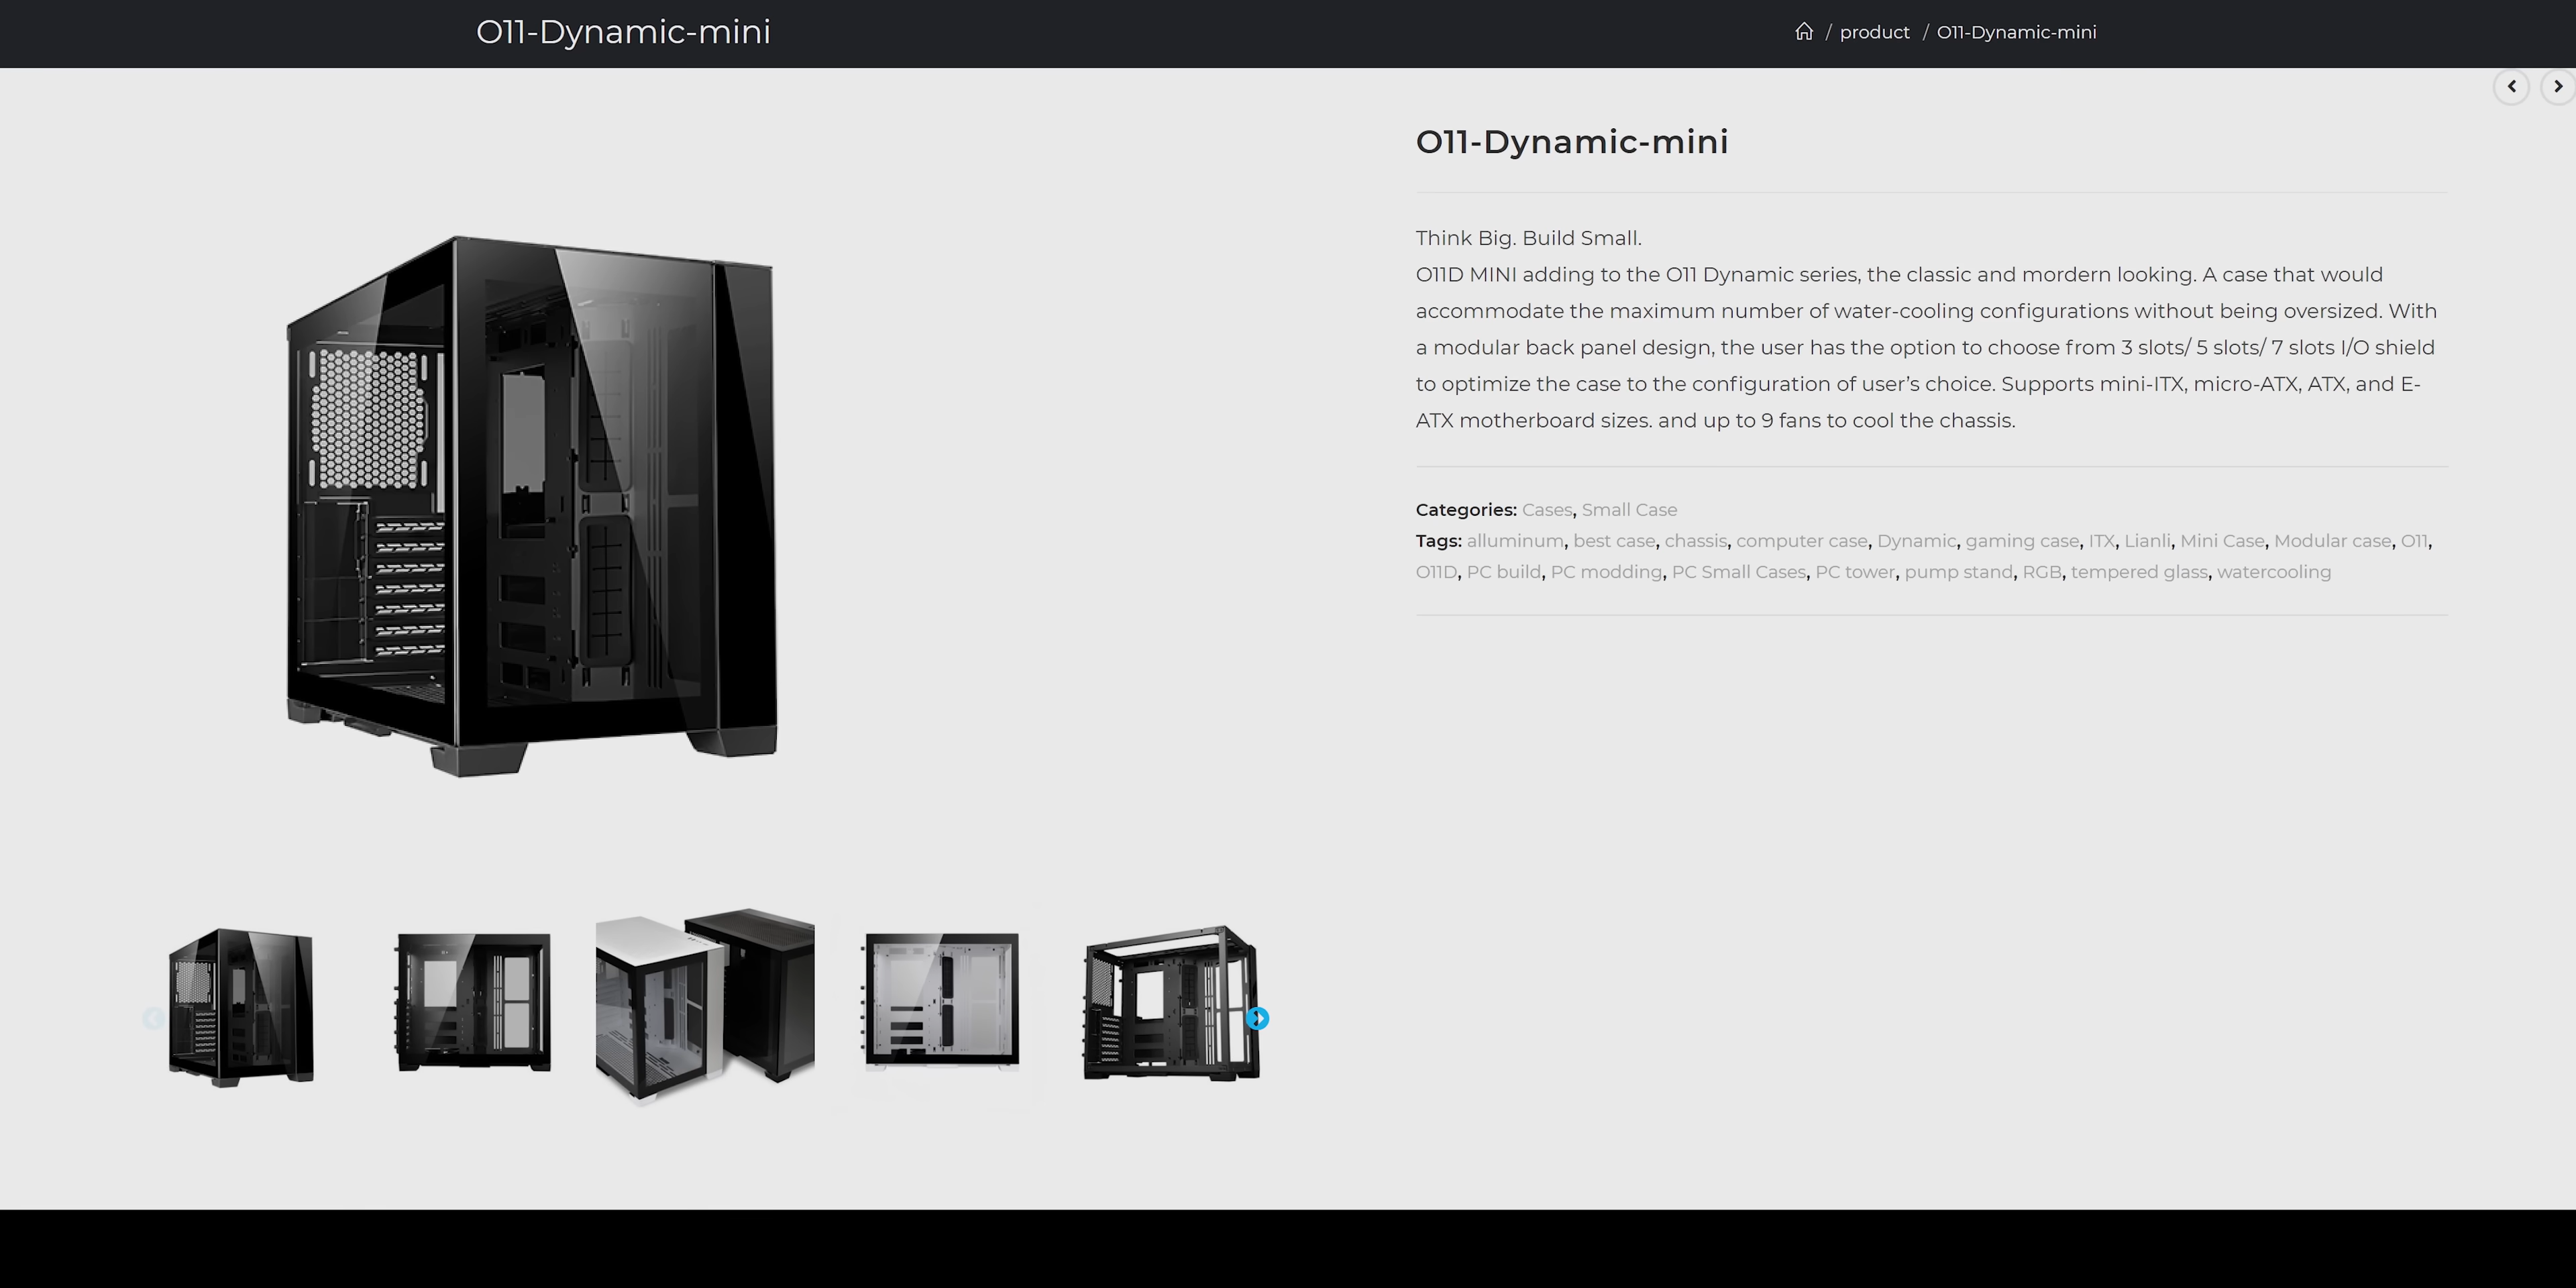 O11-Dynamic-mini
/ product / O11-Dynamic-mini
O11-Dynamic-mini
Think Big. Build Small.
O11D MINI adding to the O11 Dynamic series, the classic and mordern looking. A case that would
accommodate the maximum number of water-cooling configurations without being oversized. With
a modular back panel design, the user has the option to choose from 3 slots/ 5 slots/ 7 slots I/O shield
to optimize the case to the configuration of user’s choice. Supports mini-ITX, micro-ATX, ATX, and E-
ATX motherboard sizes. and up to 9 fans to cool the chassis.
Categories: Cases, Small Case
Tags: alluminum, best case, chassis, computer case, Dynamic, gaming case, ITX, Lianli, Mini Case, Modular case, O11,
O11D, PC build, PC modding, PC Small Cases, PC tower, pump stand, RGB, tempered glass, watercooling